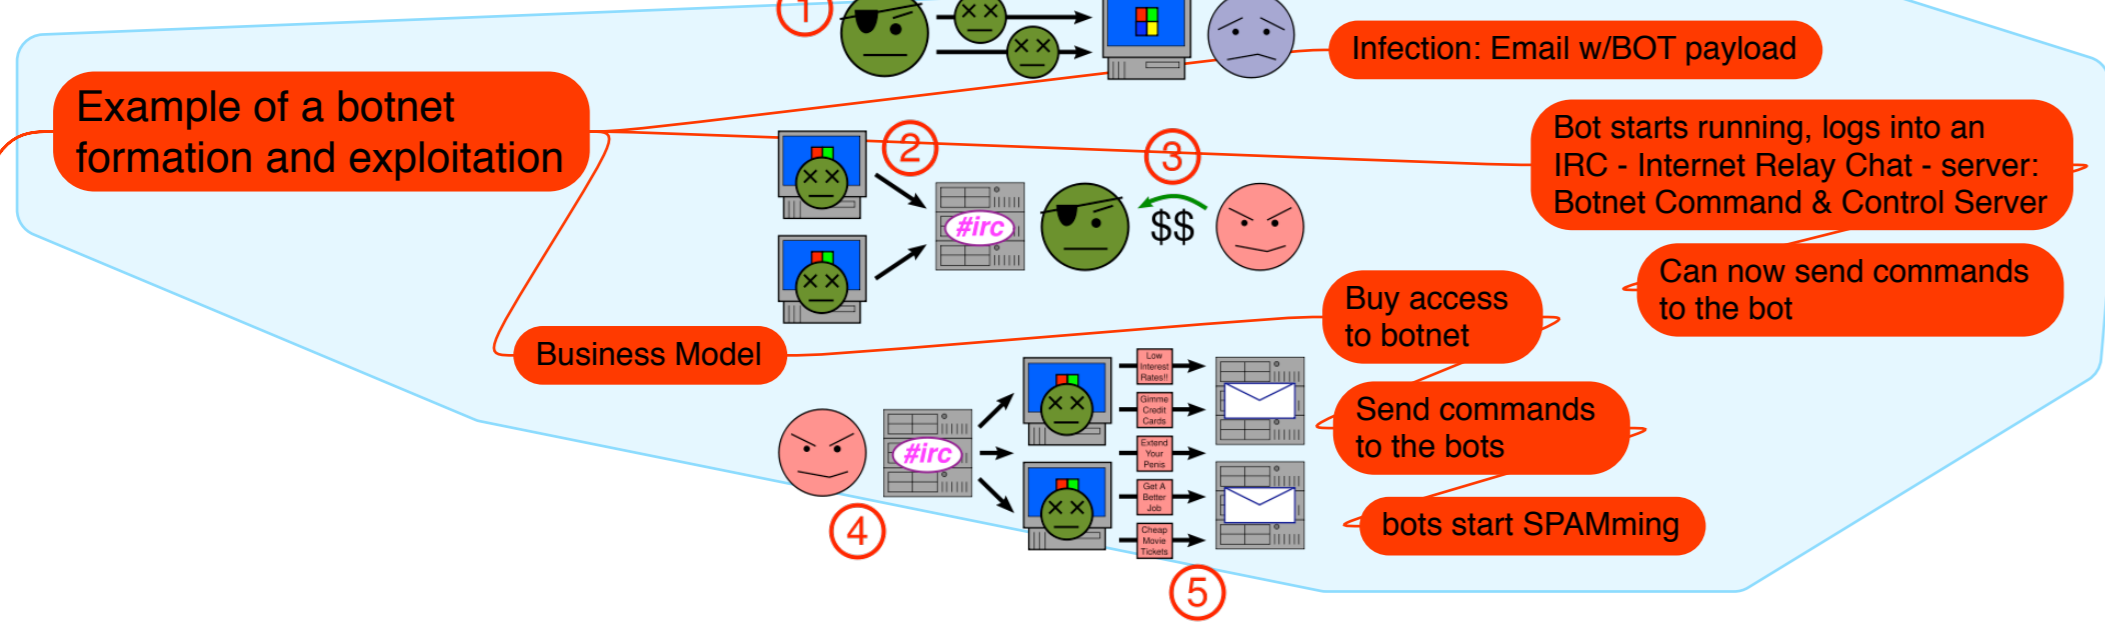 1
Infection: Email w/BOT payload
Example of a botnet
formation and exploitation
2
3
Bot starts running, logs into an
IRC - Internet Relay Chat - server:
Botnet Command & Control Server
#irc
$$
Can now send commands
to the bot
Buy access
to botnet
Business Model
Low
Interest
Rates!!
Gimme
Credit
Cards
Extend
Your
Penis
Get A
Better
Job
Cheap
Movie
Tickets
#irc
Send commands
to the bots
bots start SPAMming
4
5